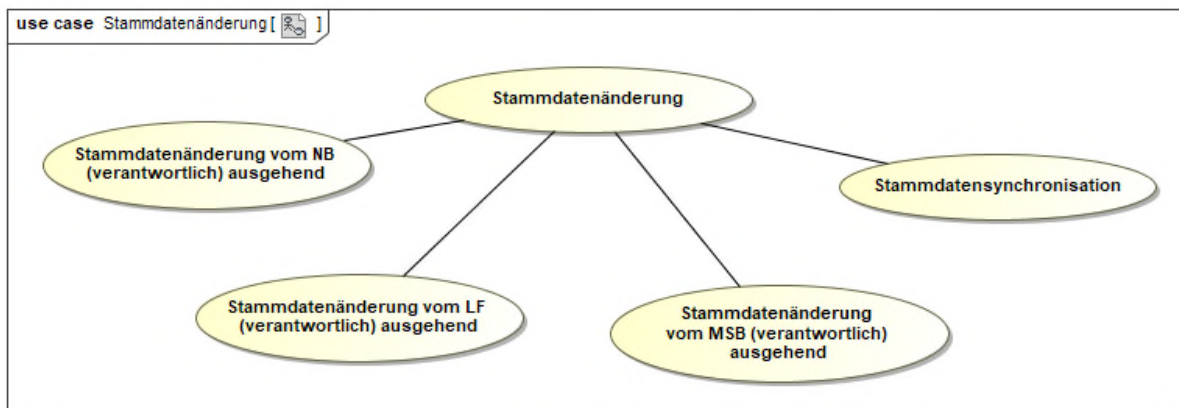 use case Stammdatenänderung [ ]
Stammdatenänderung
Stammdatenänderung vom NB
(verantwortlich) ausgehend
Stammdatensynchronisation
Stammdatenänderung vom LF
(verantwortlich) ausgehend
Stammdatenänderung
vom MSB (verantwortlich)
ausgehend